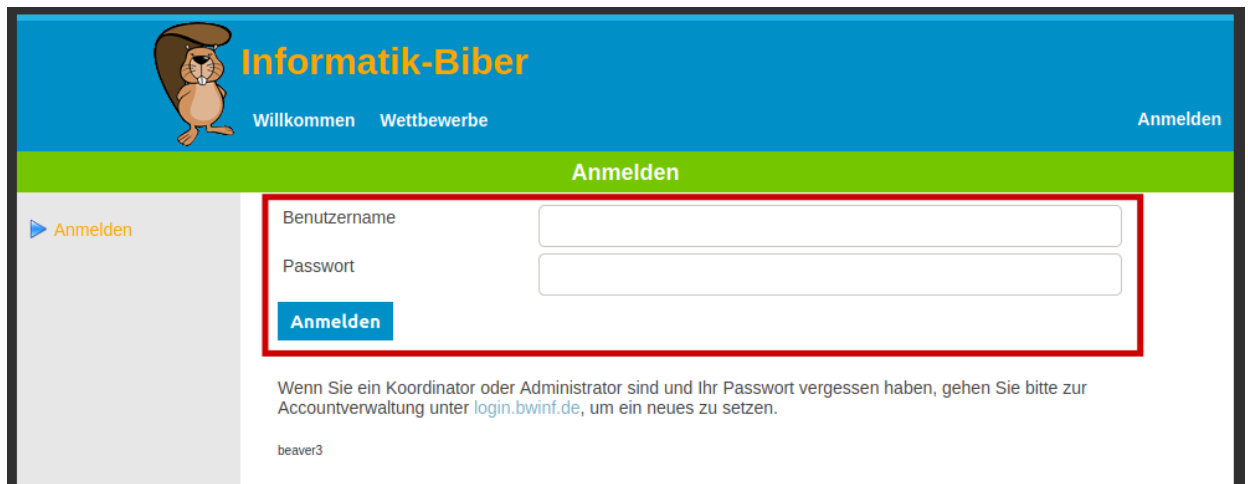 Informatik-Biber
Willkommen Wettbewerbe Anmelden
Anmelden
Anmelden
Benutzername
Passwort
Anmelden
Wenn Sie ein Koordinator oder Administrator sind und Ihr Passwort vergessen haben, gehen Sie bitte zur
Accountverwaltung unter login.bwinf.de, um ein neues zu setzen.
beaver3